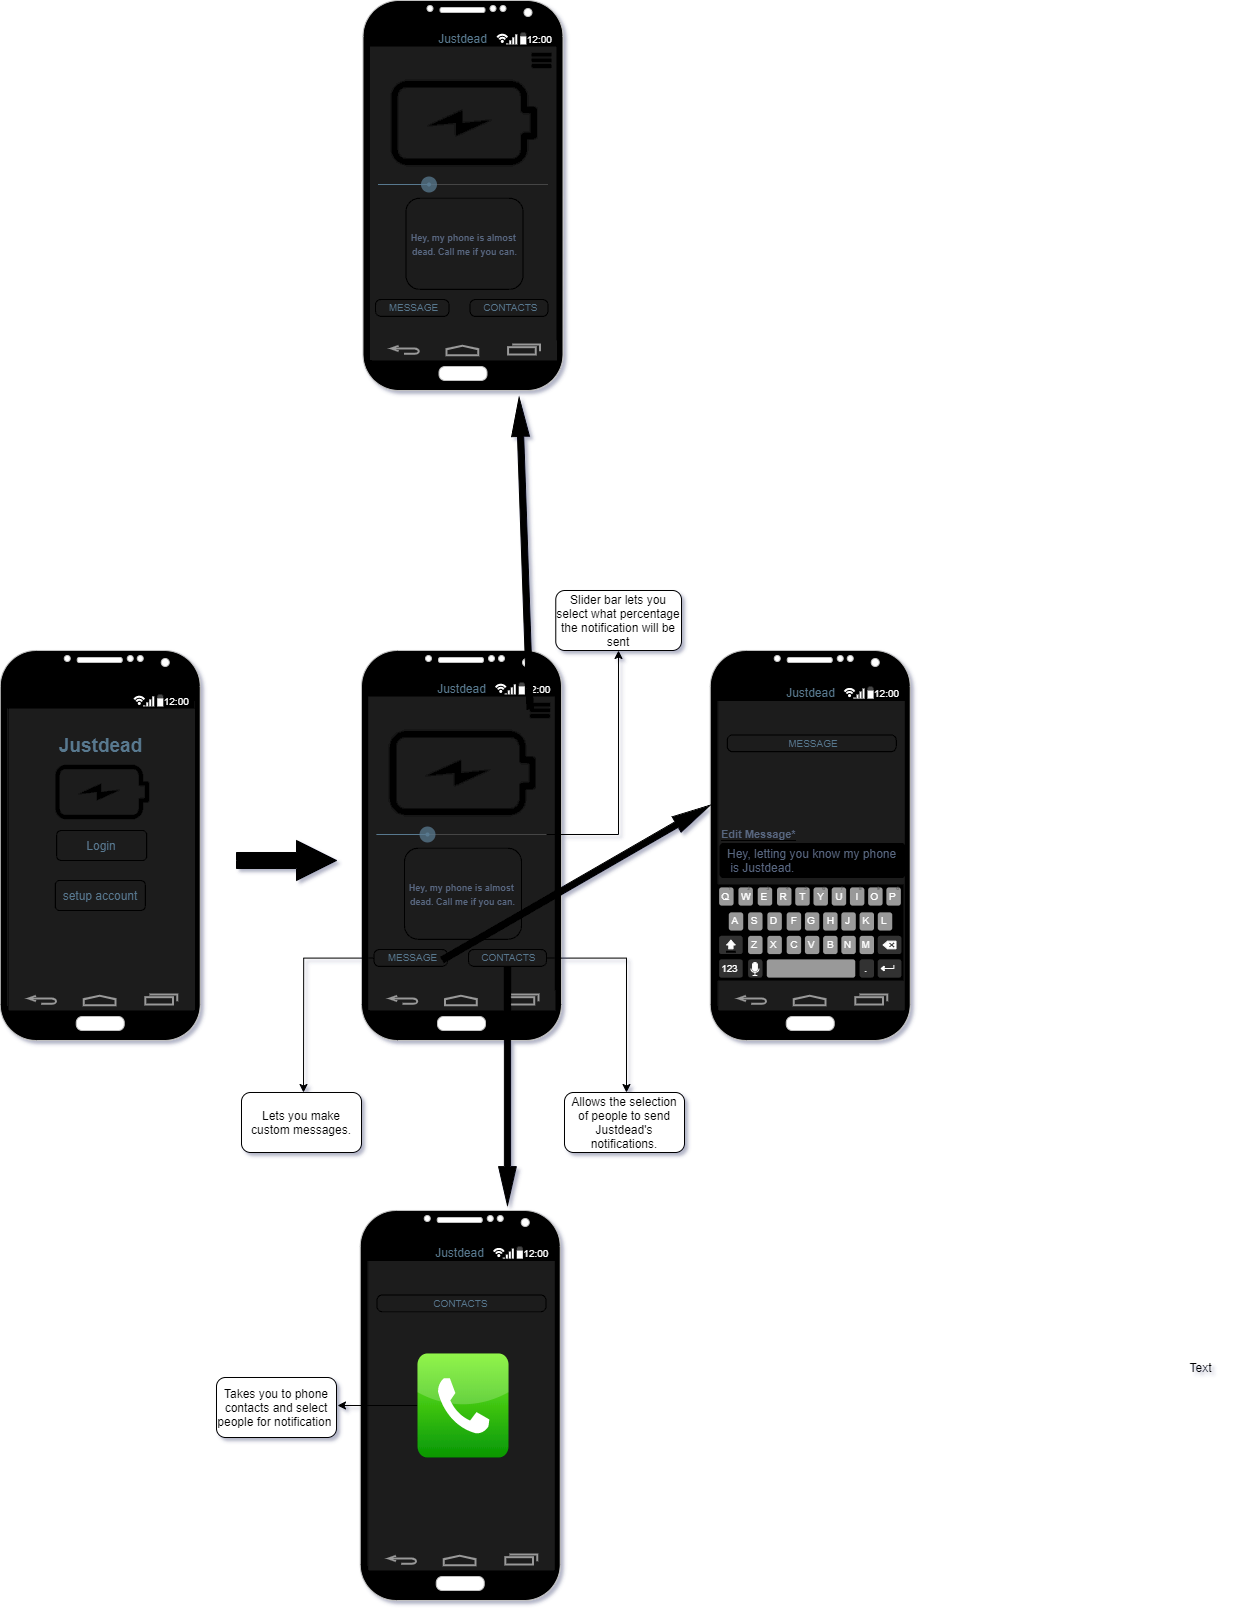 Justdead 12:00
Hey, my phone is almost
dead. Call me if you can.
MESSAGE CONTACTS
Slider bar lets you
select what percentage
the notification will be
sent
12:00
Justdead
Login
setup account
Justdead 2:00
Hey, my phone is almost
dead. Call me if you can.
MESSAGE CONTACTS
Justdead 12:00
MESSAGE
Edit Message*
Hey, letting you know my phone
is Justdead.
Q W E R T Y U I O P
A S D F G H J K L
Z X C V B N M
123 .
Lets you make
custom messages.
Allows the selection
of people to send
Justdead's
notifications.
Justdead 12:00
CONTACTS
Takes you to phone
contacts and select
people for notification
Text